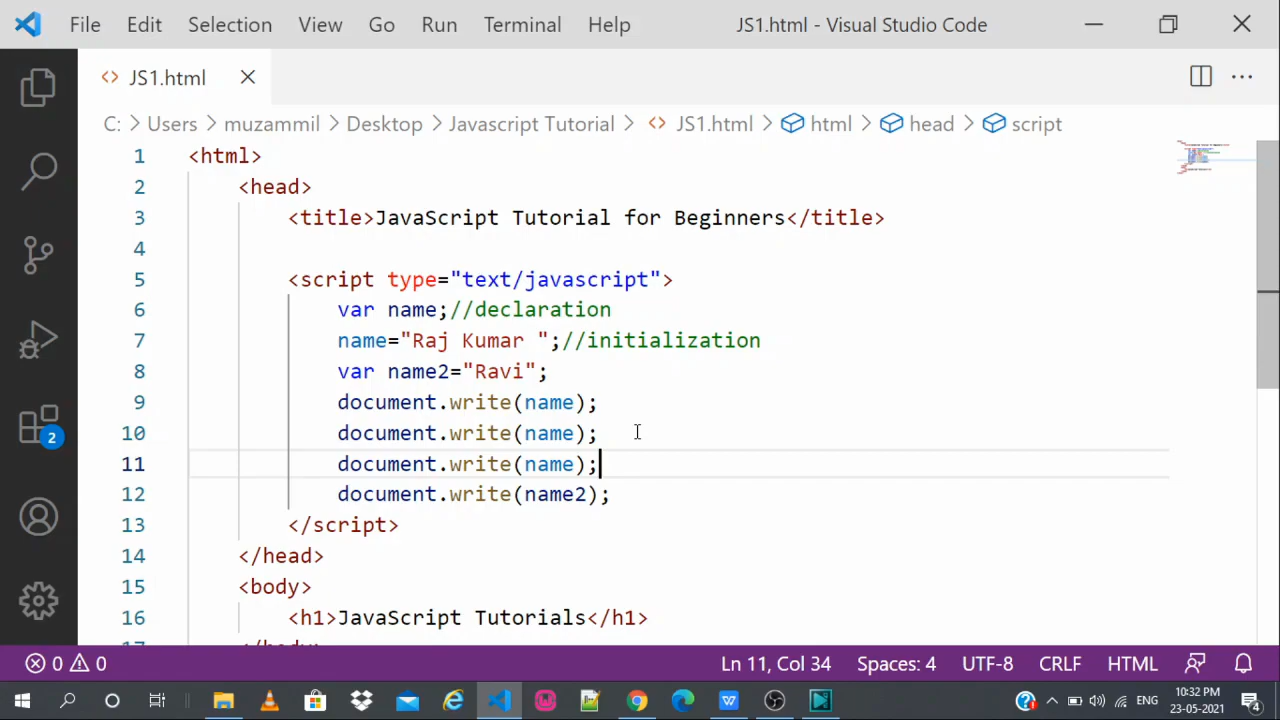 File Edit Selection View Go Run Terminal Help JS1.html - Visual Studio Code
JS1.html
C: > Users > muzammil > Desktop > Javascript Tutorial > JS1.html > html > head > script
1 <html>
2 <head>
3 <title>JavaScript Tutorial for Beginners</title>
4
5 <script type="text/javascript">
6 var name;//declaration
7 name="Raj Kumar ";//initialization
8 var name2="Ravi";
9 document.write(name);
10 document.write(name);
11 document.write(name);
12 document.write(name2);
13 </script>
14 </head>
15 <body>
16 <h1>JavaScript Tutorials</h1>
17 </body>
2
0 0 Ln 11, Col 34 Spaces: 4 UTF-8 CRLF HTML
ENG 10:32 PM
23-05-2021
4